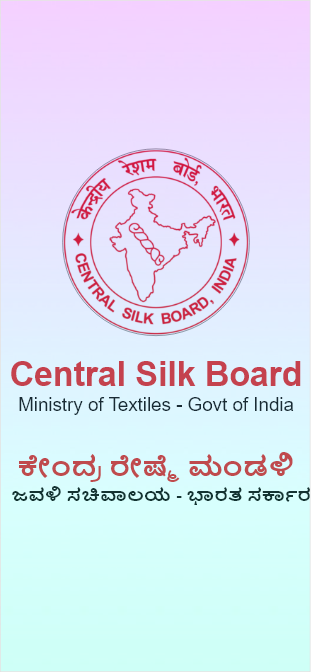 केन्द्रीय रेशम बोर्ड, भारत
CENTRAL SILK BOARD, INDIA
Central Silk Board
Ministry of Textiles - Govt of India
ಕೇಂದ್ರ ರೇಷ್ಮೆ ಮಂಡಳಿ
ಜವಳಿ ಸಚಿವಾಲಯ - ಭಾರತ ಸರ್ಕಾರ